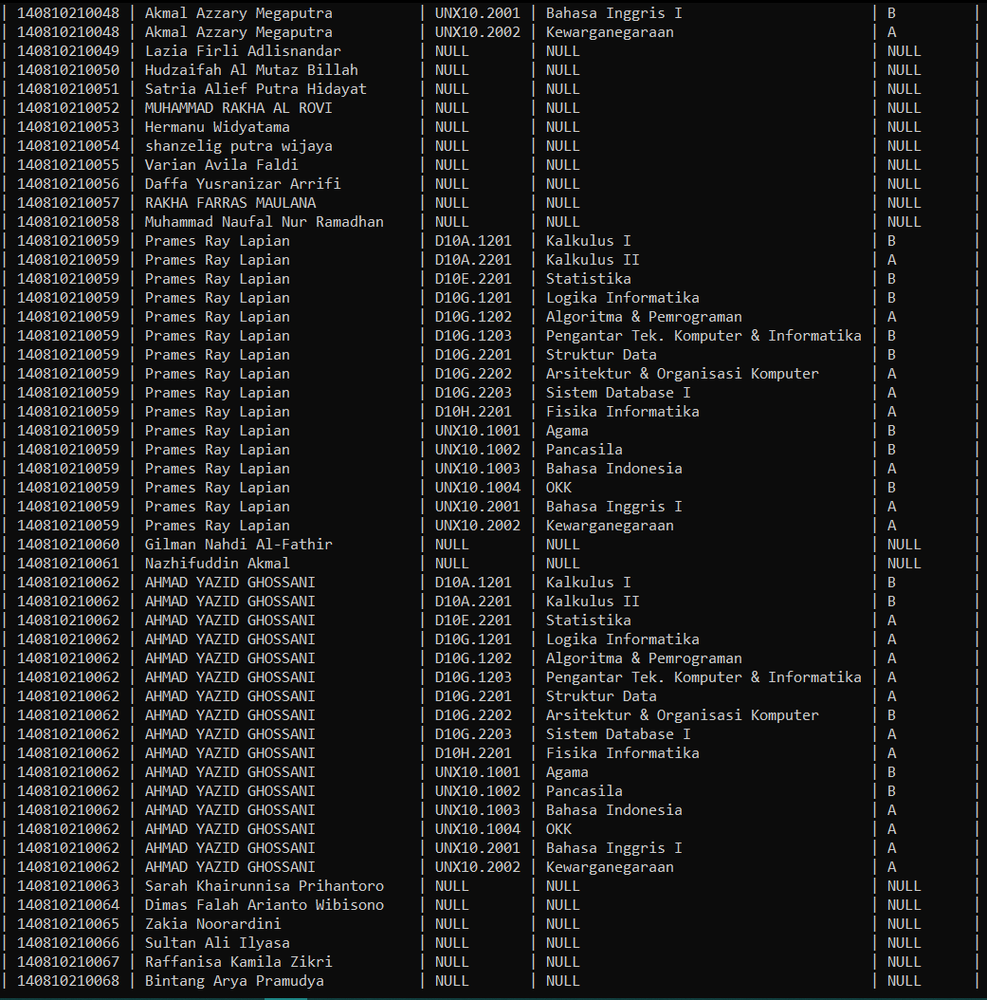 | 140810210048 | Akmal Azzary Megaputra | UNX10.2001 | Bahasa Inggris I | B |
| 140810210048 | Akmal Azzary Megaputra | UNX10.2002 | Kewarganegaraan | A |
| 140810210049 | Lazia Firli Adlisnandar | NULL | NULL | NULL |
| 140810210050 | Hudzaifah Al Mutaz Billah | NULL | NULL | NULL |
| 140810210051 | Satria Alief Putra Hidayat | NULL | NULL | NULL |
| 140810210052 | MUHAMMAD RAKHA AL ROVI | NULL | NULL | NULL |
| 140810210053 | Hermanu Widyatama | NULL | NULL | NULL |
| 140810210054 | shanzelig putra wijaya | NULL | NULL | NULL |
| 140810210055 | Varian Avila Faldi | NULL | NULL | NULL |
| 140810210056 | Daffa Yusranizar Arrifi | NULL | NULL | NULL |
| 140810210057 | RAKHA FARRAS MAULANA | NULL | NULL | NULL |
| 140810210058 | Muhammad Naufal Nur Ramadhan | NULL | NULL | NULL |
| 140810210059 | Prames Ray Lapian | D10A.1201 | Kalkulus I | B |
| 140810210059 | Prames Ray Lapian | D10A.2201 | Kalkulus II | A |
| 140810210059 | Prames Ray Lapian | D10E.2201 | Statistika | B |
| 140810210059 | Prames Ray Lapian | D10G.1201 | Logika Informatika | B |
| 140810210059 | Prames Ray Lapian | D10G.1202 | Algoritma & Pemrograman | A |
| 140810210059 | Prames Ray Lapian | D10G.1203 | Pengantar Tek. Komputer & Informatika | B |
| 140810210059 | Prames Ray Lapian | D10G.2201 | Struktur Data | B |
| 140810210059 | Prames Ray Lapian | D10G.2202 | Arsitektur & Organisasi Komputer | A |
| 140810210059 | Prames Ray Lapian | D10G.2203 | Sistem Database I | A |
| 140810210059 | Prames Ray Lapian | D10H.2201 | Fisika Informatika | A |
| 140810210059 | Prames Ray Lapian | UNX10.1001 | Agama | B |
| 140810210059 | Prames Ray Lapian | UNX10.1002 | Pancasila | B |
| 140810210059 | Prames Ray Lapian | UNX10.1003 | Bahasa Indonesia | A |
| 140810210059 | Prames Ray Lapian | UNX10.1004 | OKK | B |
| 140810210059 | Prames Ray Lapian | UNX10.2001 | Bahasa Inggris I | A |
| 140810210059 | Prames Ray Lapian | UNX10.2002 | Kewarganegaraan | A |
| 140810210060 | Gilman Nahdi Al-Fathir | NULL | NULL | NULL |
| 140810210061 | Nazhifuddin Akmal | NULL | NULL | NULL |
| 140810210062 | AHMAD YAZID GHOSSANI | D10A.1201 | Kalkulus I | B |
| 140810210062 | AHMAD YAZID GHOSSANI | D10A.2201 | Kalkulus II | B |
| 140810210062 | AHMAD YAZID GHOSSANI | D10E.2201 | Statistika | A |
| 140810210062 | AHMAD YAZID GHOSSANI | D10G.1201 | Logika Informatika | A |
| 140810210062 | AHMAD YAZID GHOSSANI | D10G.1202 | Algoritma & Pemrograman | A |
| 140810210062 | AHMAD YAZID GHOSSANI | D10G.1203 | Pengantar Tek. Komputer & Informatika | A |
| 140810210062 | AHMAD YAZID GHOSSANI | D10G.2201 | Struktur Data | A |
| 140810210062 | AHMAD YAZID GHOSSANI | D10G.2202 | Arsitektur & Organisasi Komputer | B |
| 140810210062 | AHMAD YAZID GHOSSANI | D10G.2203 | Sistem Database I | A |
| 140810210062 | AHMAD YAZID GHOSSANI | D10H.2201 | Fisika Informatika | A |
| 140810210062 | AHMAD YAZID GHOSSANI | UNX10.1001 | Agama | B |
| 140810210062 | AHMAD YAZID GHOSSANI | UNX10.1002 | Pancasila | B |
| 140810210062 | AHMAD YAZID GHOSSANI | UNX10.1003 | Bahasa Indonesia | A |
| 140810210062 | AHMAD YAZID GHOSSANI | UNX10.1004 | OKK | A |
| 140810210062 | AHMAD YAZID GHOSSANI | UNX10.2001 | Bahasa Inggris I | A |
| 140810210062 | AHMAD YAZID GHOSSANI | UNX10.2002 | Kewarganegaraan | A |
| 140810210063 | Sarah Khairunnisa Prihantoro | NULL | NULL | NULL |
| 140810210064 | Dimas Falah Arianto Wibisono | NULL | NULL | NULL |
| 140810210065 | Zakia Noorardini | NULL | NULL | NULL |
| 140810210066 | Sultan Ali Ilyasa | NULL | NULL | NULL |
| 140810210067 | Raffanisa Kamila Zikri | NULL | NULL | NULL |
| 140810210068 | Bintang Arya Pramudya | NULL | NULL | NULL |